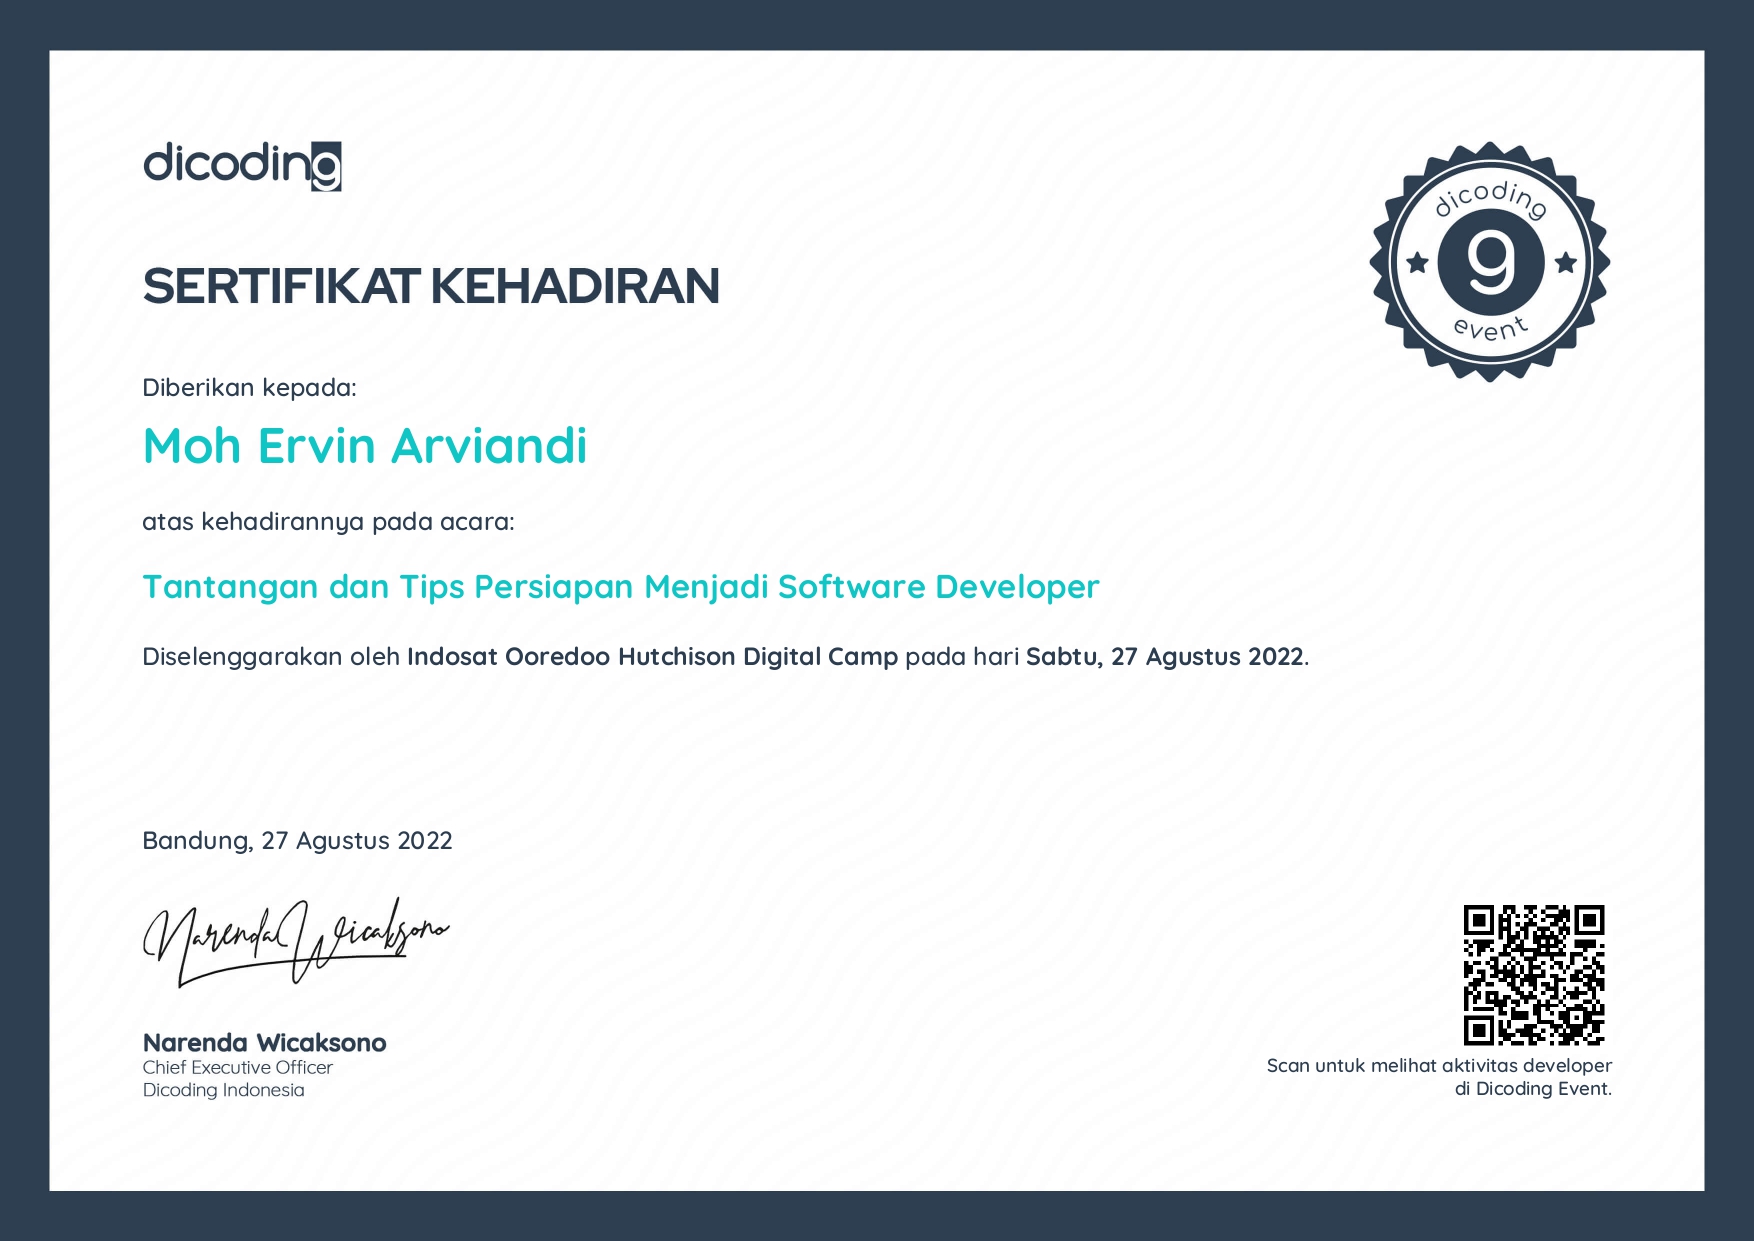 dicoding
dicoding
g
event
SERTIFIKAT KEHADIRAN
Diberikan kepada:
Moh Ervin Arviandi
atas kehadirannya pada acara:
Tantangan dan Tips Persiapan Menjadi Software Developer
Diselenggarakan oleh Indosat Ooredoo Hutchison Digital Camp pada hari Sabtu, 27 Agustus 2022.
Bandung, 27 Agustus 2022
Narenda Wicaksono
Narenda Wicaksono
Chief Executive Officer
Dicoding Indonesia
Scan untuk melihat aktivitas developer
di Dicoding Event.